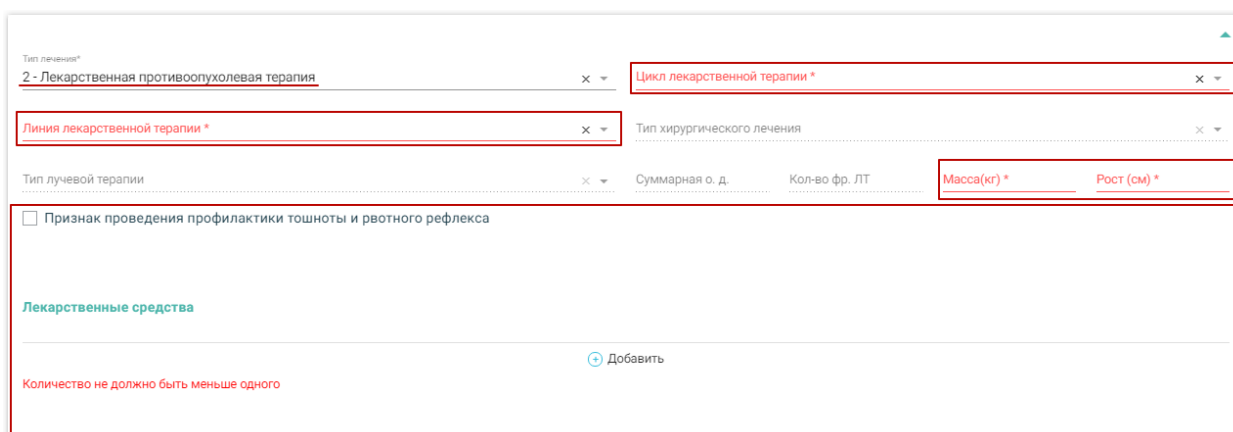 Тип лечения*
2 - Лекарственная противоопухолевая терапия
Цикл лекарственной терапии *
Линия лекарственной терапии *
Тип хирургического лечения
Тип лучевой терапии
Суммарная о. д.
Кол-во фр. ЛТ
Масса(кг) *
Рост (см) *
Признак проведения профилактики тошноты и рвотного рефлекса
Лекарственные средства
Добавить
Количество не должно быть меньше одного